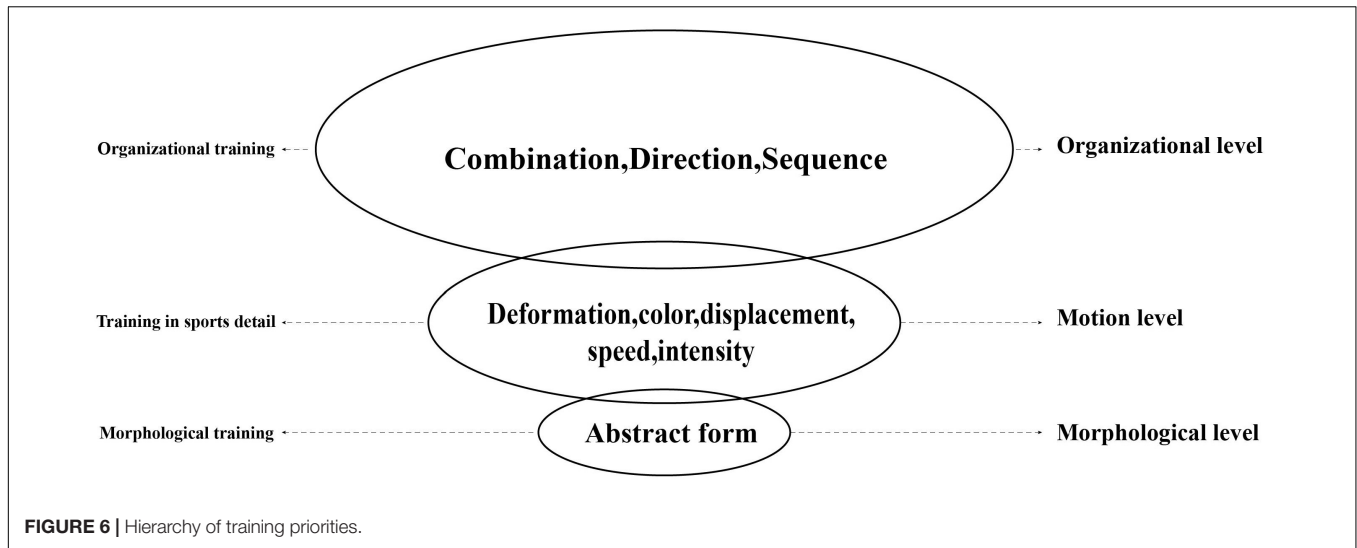 Organizational training
Combination,Direction,Sequence
Organizational level
Training in sports detail
Deformation,color,displacement,
speed,intensity
Motion level
Morphological training
Abstract form
Morphological level
FIGURE 6 | Hierarchy of training priorities.